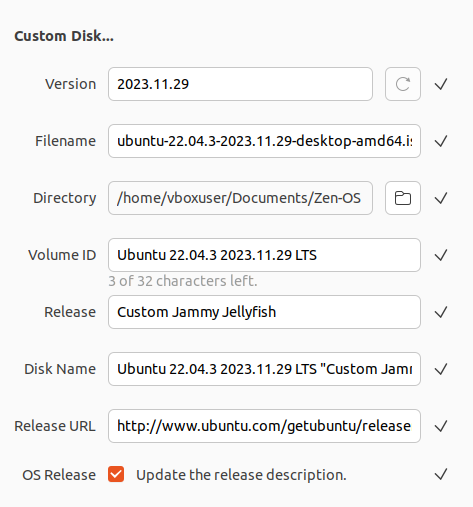 Custom Disk...
Version 2023.11.29
Filename ubuntu-22.04.3-2023.11.29-desktop-amd64.is
Directory /home/vboxuser/Documents/Zen-OS
Volume ID Ubuntu 22.04.3 2023.11.29 LTS
3 of 32 characters left.
Release Custom Jammy Jellyfish
Disk Name Ubuntu 22.04.3 2023.11.29 LTS "Custom Jamm
Release URL http://www.ubuntu.com/getubuntu/release
OS Release Update the release description.